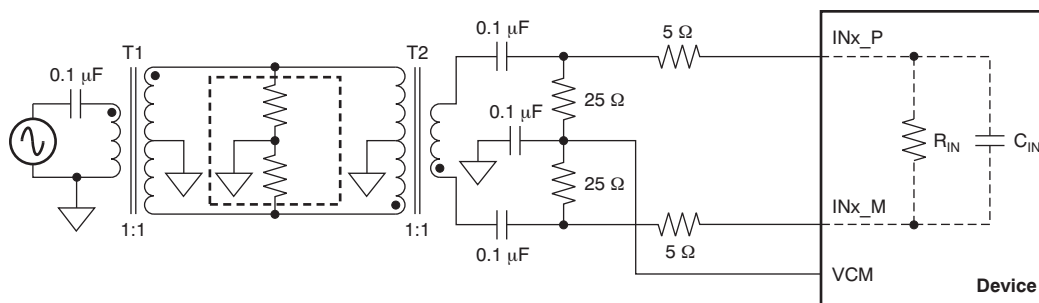 0.1 μF
T1
T2
0.1 μF
5 Ω
INx_P
25 Ω
0.1 μF
R_IN
C_IN
25 Ω
INx_M
1:1
1:1
0.1 μF
5 Ω
VCM
Device